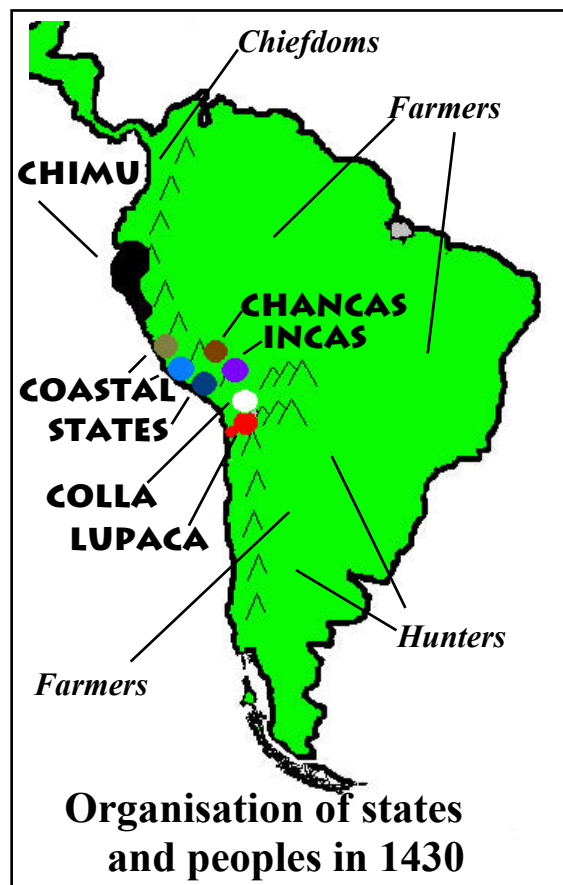 Chiefdoms
Farmers
CHIMU
CHANCAS
INCAS
COASTAL
STATES
COLLA
LUPACA
Hunters
Farmers
Organisation of states
and peoples in 1430